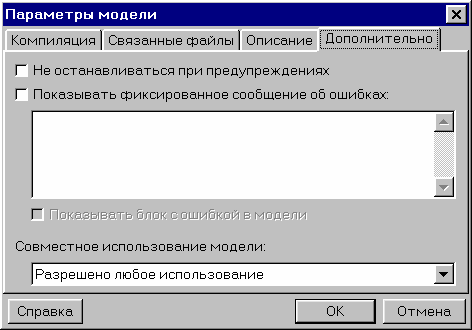 Параметры модели
Компиляция Связанные файлы Описание Дополнительно
Не останавливаться при предупреждениях
Показывать фиксированное сообщение об ошибках:
Показывать блок с ошибкой в модели
Совместное использование модели:
Разрешено любое использование
Справка OK Отмена